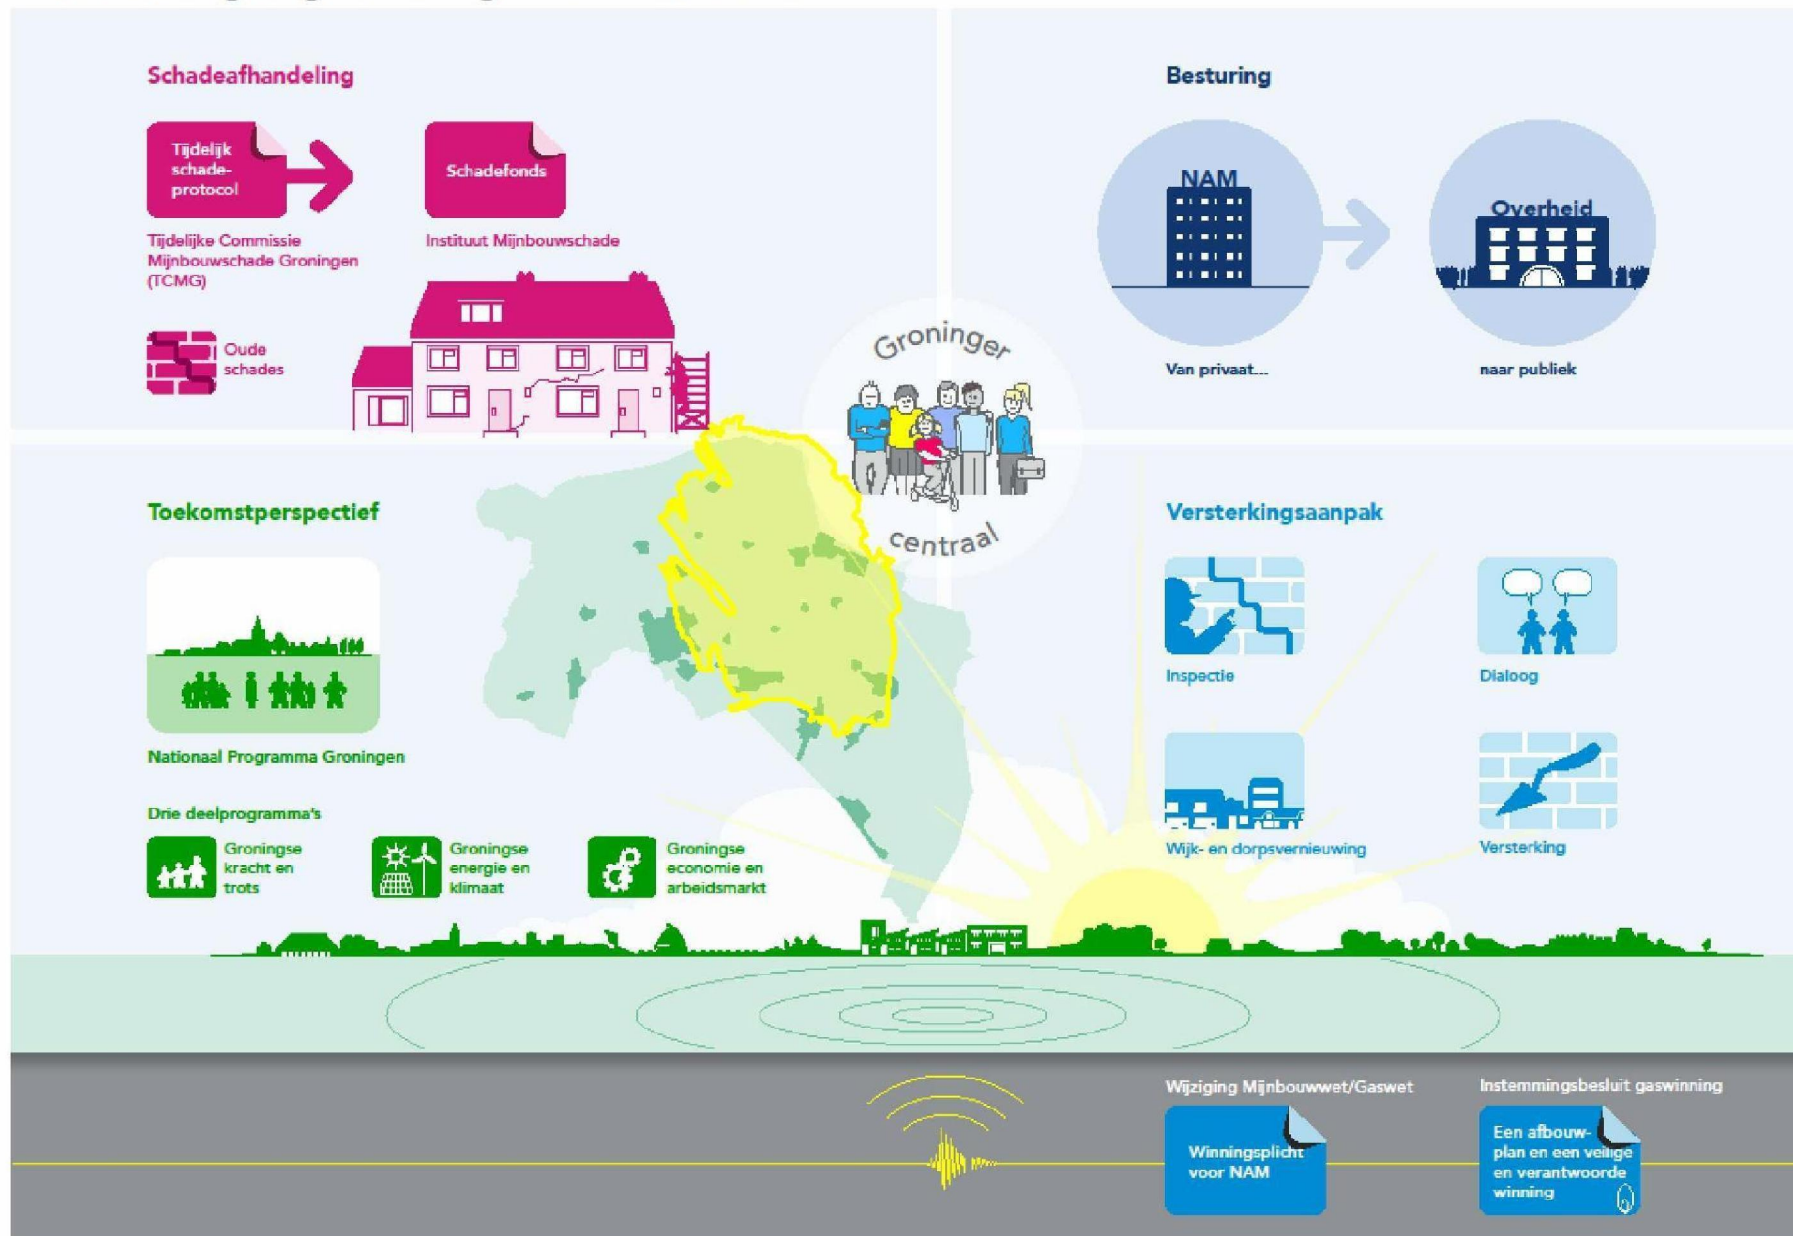 Schadeafhandeling
Tijdelijk
schade-
protocol
Schadefonds
Tijdelijke Commissie
Mijnbouwschade Groningen
(TCMG)
Instituut Mijnbouwschade
Oude
schades
Besturing
NAM
Overheid
Van privaat...
naar publiek
Groninger
centraal
Toekomstperspectief
Nationaal Programma Groningen
Drie deelprogramma's
Groningse
kracht en
trots
Groningse
energie en
klimaat
Groningse
economie en
arbeidsmarkt
Versterkingsaanpak
Inspectie
Dialoog
Wijk- en dorpsvernieuwing
Versterking
Wijziging Mijnbouwwet/Gaswet
Winningsplicht
voor NAM
Instemmingsbesluit gaswinning
Een afbouw-
plan en een veilige
en verantwoorde
winning